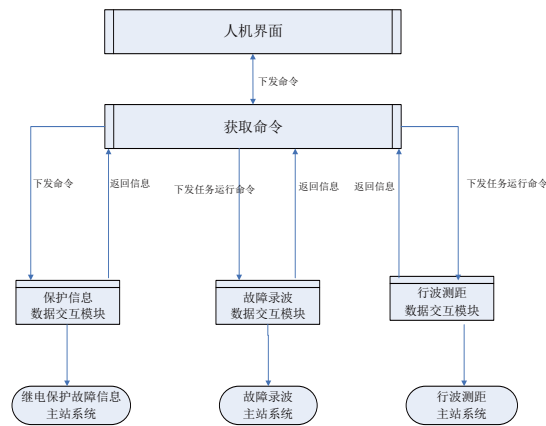 人机界面
下发命令
获取命令
下发命令
返回信息
下发任务运行命令
返回信息
返回信息
下发任务运行命令
保护信息
数据交互模块
故障录波
数据交互模块
行波测距
数据交互模块
继电保护故障信息
主站系统
故障录波
主站系统
行波测距
主站系统